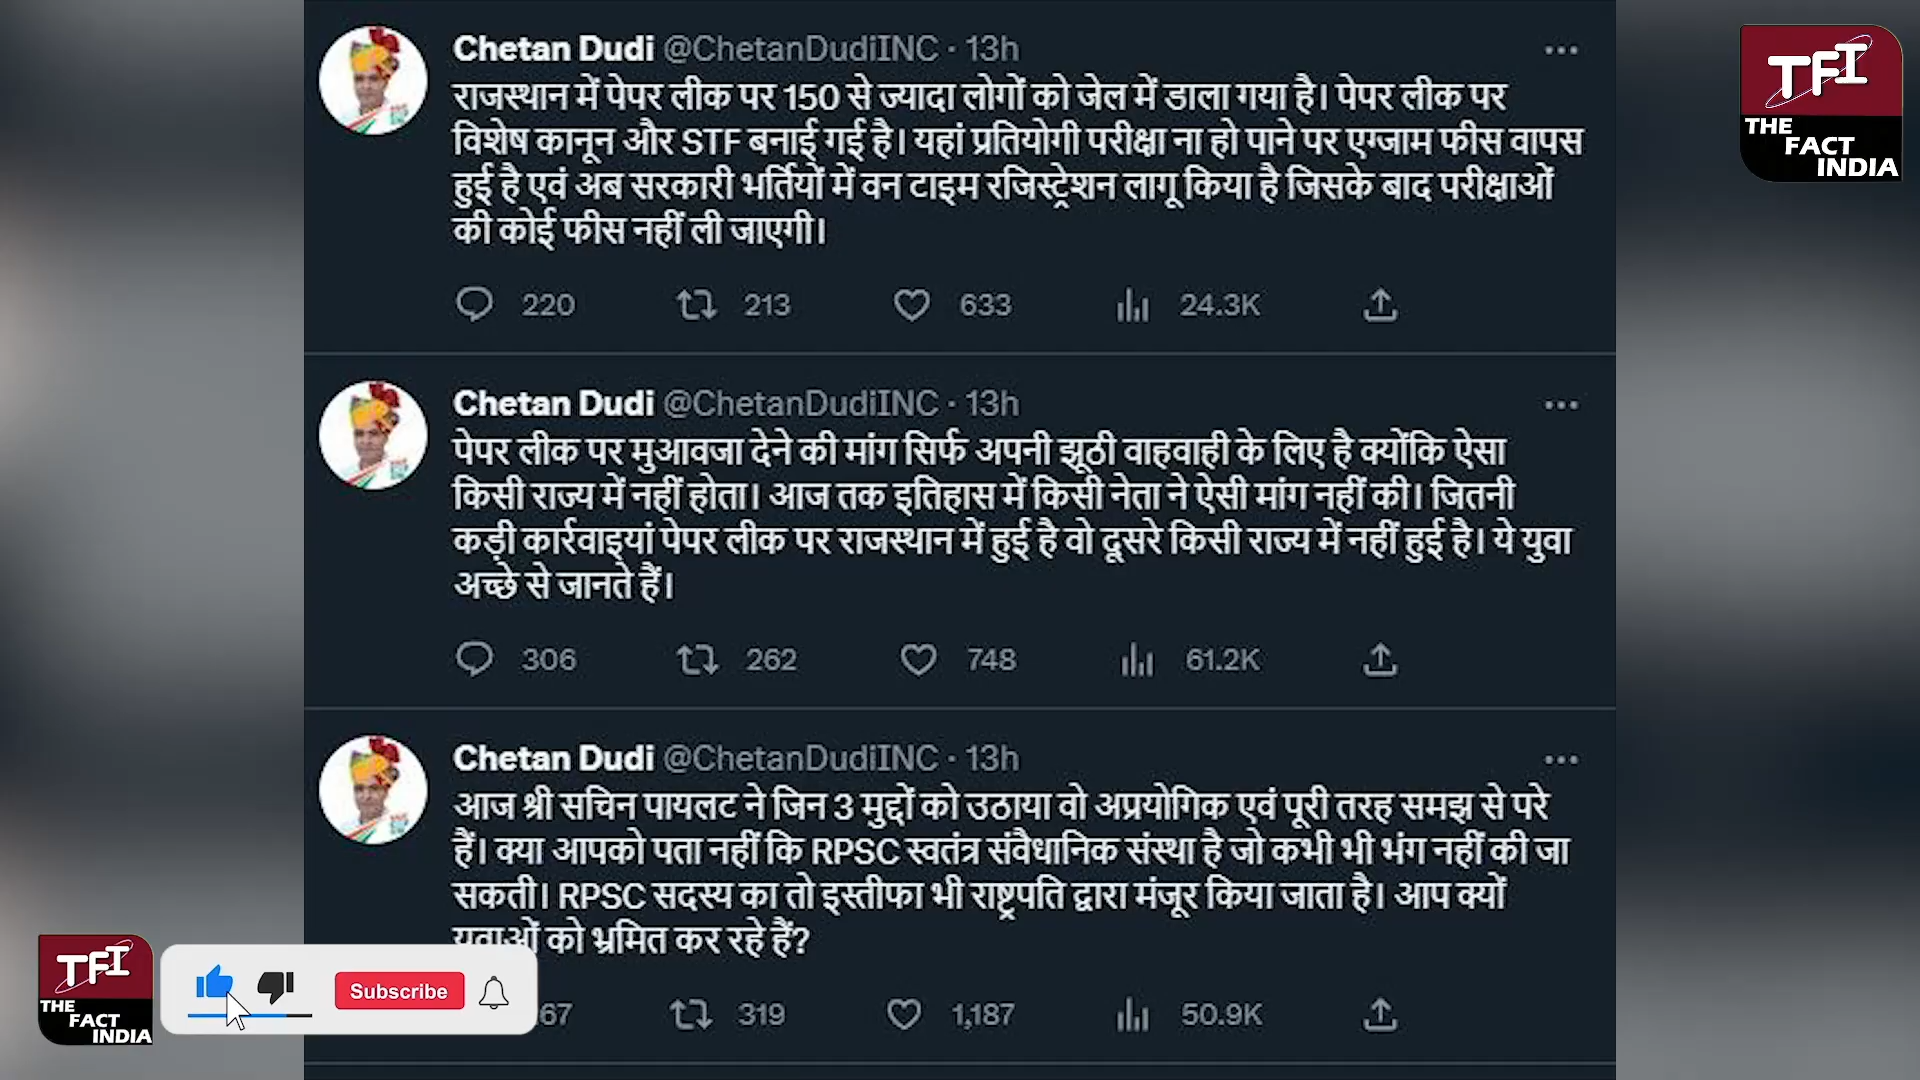 Chetan Dudi @ChetanDudiINC · 13h
राजस्थान में पेपर लीक पर 150 से ज्यादा लोगों को जेल में डाला गया है। पेपर लीक पर
विशेष कानून और STF बनाई गई है। यहां प्रतियोगी परीक्षा ना हो पाने पर एग्जाम फीस वापस
हुई है एवं अब सरकारी भर्तियों में वन टाइम रजिस्ट्रेशन लागू किया है जिसके बाद परीक्षाओं
की कोई फीस नहीं ली जाएगी।
220 213 633 24.3K
Chetan Dudi @ChetanDudiINC · 13h
पेपर लीक पर मुआवजा देने की मांग सिर्फ अपनी झूठी वाहवाही के लिए है क्योंकि ऐसा
किसी राज्य में नहीं होता। आज तक इतिहास में किसी नेता ने ऐसी मांग नहीं की। जितनी
कड़ी कार्रवाइयां पेपर लीक पर राजस्थान में हुई है वो दूसरे किसी राज्य में नहीं हुई है। ये युवा
अच्छे से जानते हैं।
306 262 748 61.2K
Chetan Dudi @ChetanDudiINC · 13h
आज श्री सचिन पायलट ने जिन 3 मुद्दों को उठाया वो अप्रयोगिक एवं पूरी तरह समझ से परे
हैं। क्या आपको पता नहीं कि RPSC स्वतंत्र संवैधानिक संस्था है जो कभी भी भंग नहीं की जा
सकती। RPSC सदस्य का तो इस्तीफा भी राष्ट्रपति द्वारा मंजूर किया जाता है। आप क्यों
युवाओं को भ्रमित कर रहे हैं?
319 1,187 50.9K
TFI
THE
FACT
INDIA
TFI
THE
FACT
INDIA
Subscribe